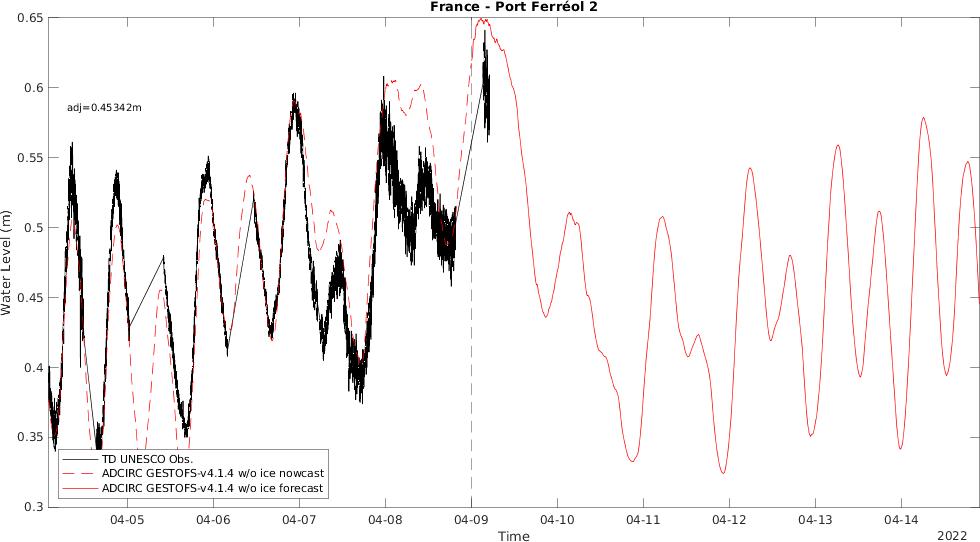 France - Port Ferréol 2
0.65
0.6
0.55
0.5
0.45
0.4
0.35
0.3
Water Level (m)
adj=0.45342m
TD UNESCO Obs.
ADCIRC GESTOFS-v4.1.4 w/o ice nowcast
ADCIRC GESTOFS-v4.1.4 w/o ice forecast
04-05 04-06 04-07 04-08 04-09 04-10 04-11 04-12 04-13 04-14
Time
2022